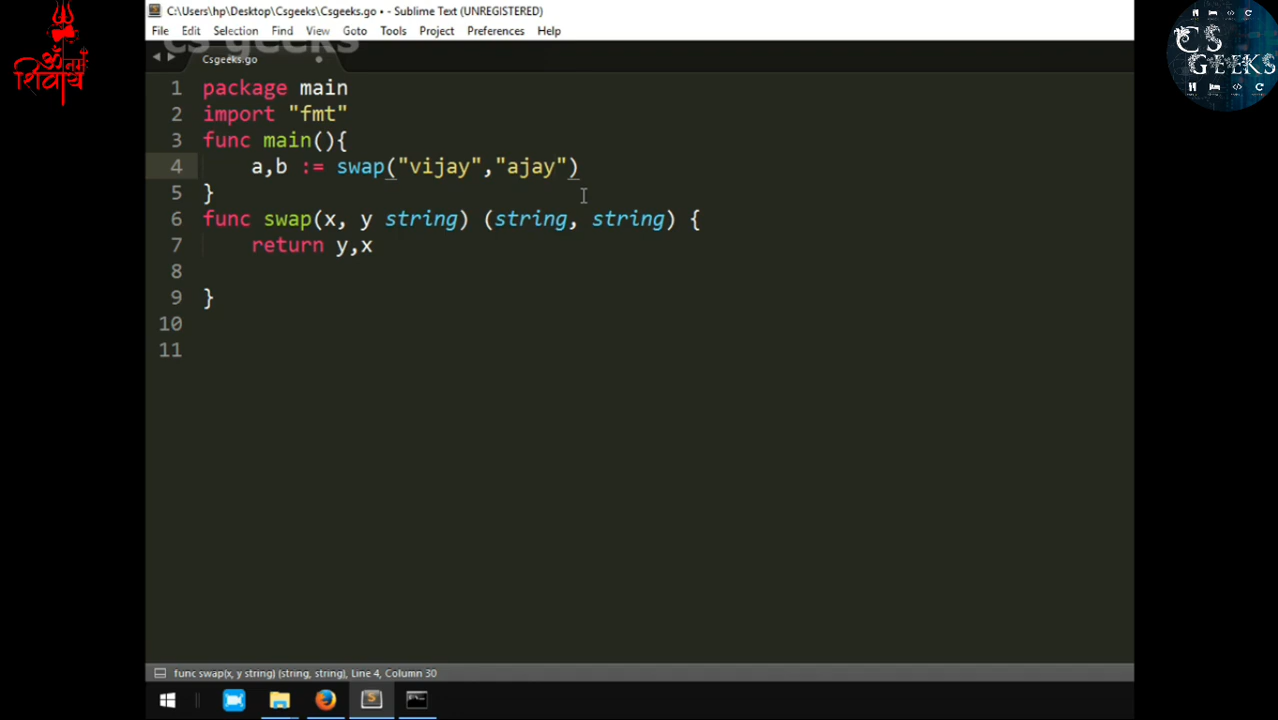 C:\Users\hp\Desktop\Csgeeks\Csgeeks.go • - Sublime Text (UNREGISTERED)
File Edit Selection Find View Goto Tools Project Preferences Help
cs geeks
Csgeeks.go
1 package main
2 import "fmt"
3 func main(){
4 a,b := swap("vijay","ajay")
5 }
6 func swap(x, y string) (string, string) {
7 return y,x
8
9 }
10
11
func swap(x, y string) (string, string), Line 4, Column 30
ॐ नमः
शिवाय
CS
GEEKS